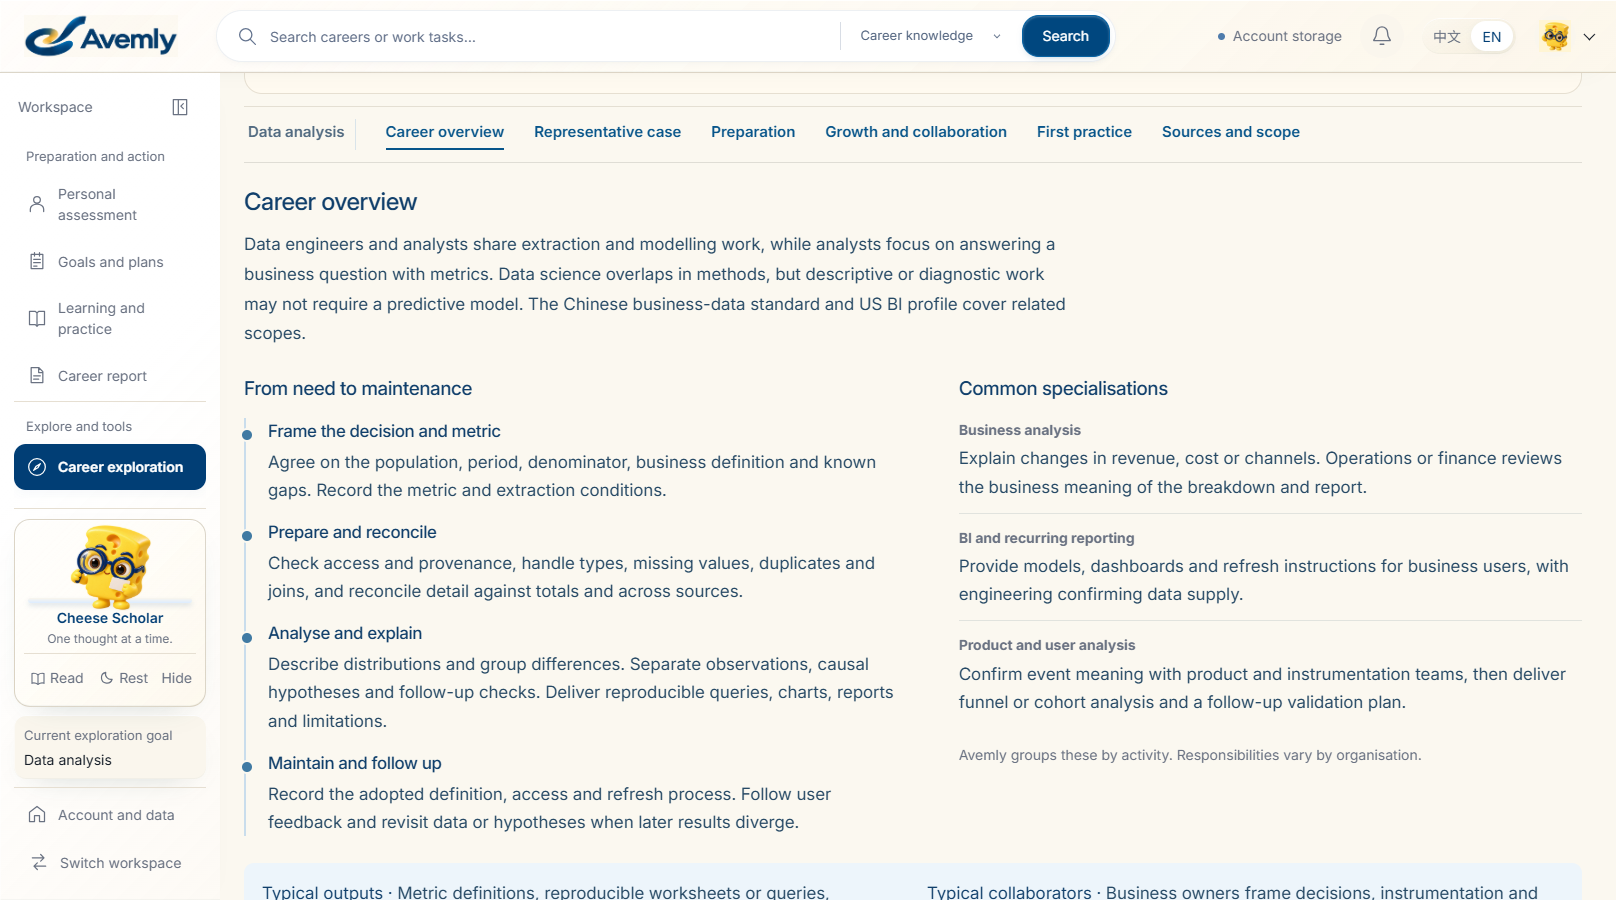 Avemly
Search careers or work tasks...
Career knowledge
Search
Account storage
中文
EN
Workspace
Preparation and action
Personal
assessment
Goals and plans
Learning and
practice
Career report
Explore and tools
Career exploration
Cheese Scholar
One thought at a time.
Read
Rest
Hide
Current exploration goal
Data analysis
Account and data
Switch workspace
Data analysis
Career overview
Representative case
Preparation
Growth and collaboration
First practice
Sources and scope
Career overview
Data engineers and analysts share extraction and modelling work, while analysts focus on answering a
business question with metrics. Data science overlaps in methods, but descriptive or diagnostic work
may not require a predictive model. The Chinese business-data standard and US BI profile cover related
scopes.
From need to maintenance
Frame the decision and metric
Agree on the population, period, denominator, business definition and known
gaps. Record the metric and extraction conditions.
Prepare and reconcile
Check access and provenance, handle types, missing values, duplicates and
joins, and reconcile detail against totals and across sources.
Analyse and explain
Describe distributions and group differences. Separate observations, causal
hypotheses and follow-up checks. Deliver reproducible queries, charts, reports
and limitations.
Maintain and follow up
Record the adopted definition, access and refresh process. Follow user
feedback and revisit data or hypotheses when later results diverge.
Common specialisations
Business analysis
Explain changes in revenue, cost or channels. Operations or finance reviews
the business meaning of the breakdown and report.
BI and recurring reporting
Provide models, dashboards and refresh instructions for business users, with
engineering confirming data supply.
Product and user analysis
Confirm event meaning with product and instrumentation teams, then deliver
funnel or cohort analysis and a follow-up validation plan.
Avemly groups these by activity. Responsibilities vary by organisation.
Typical outputs · Metric definitions, reproducible worksheets or queries,
Typical collaborators · Business owners frame decisions, instrumentation and